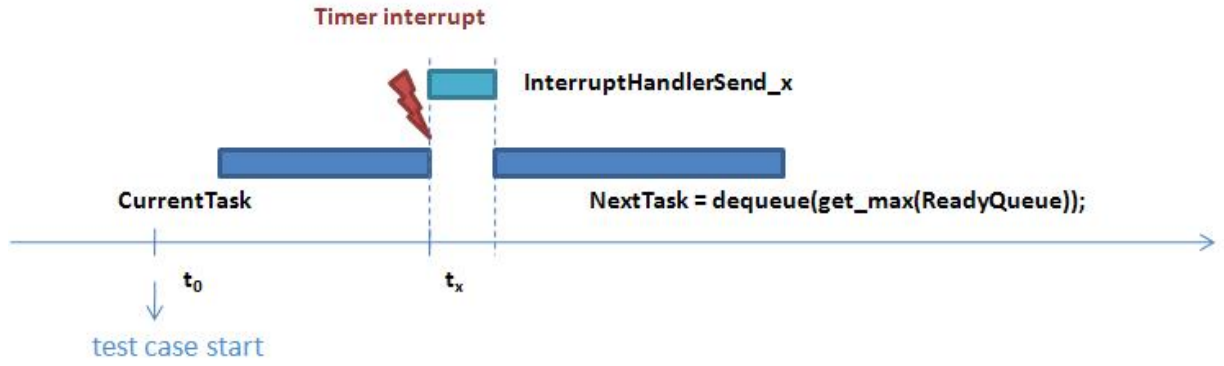 Timer interrupt
InterruptHandlerSend_x
CurrentTask
NextTask = dequeue(get_max(ReadyQueue));
t0
tx
test case start